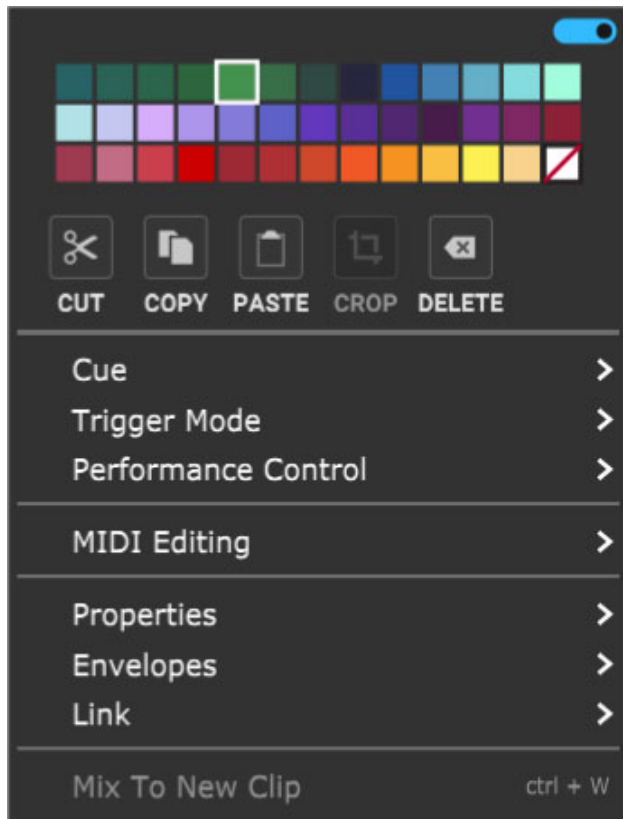 CUT COPY PASTE CROP DELETE
Cue
Trigger Mode
Performance Control
MIDI Editing
Properties
Envelopes
Link
Mix To New Clip ctrl + W